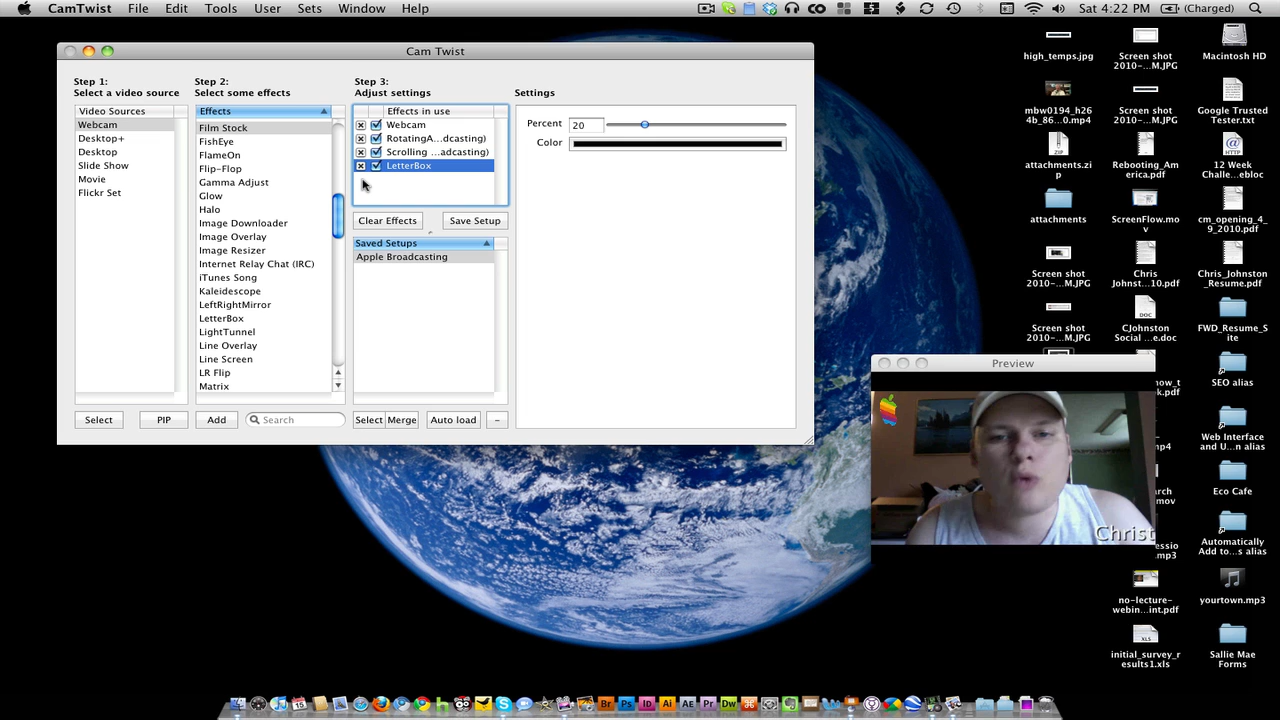 CamTwist File Edit Tools User Sets Window Help
Sat 4:22 PM (Charged)
Cam Twist
Step 1:
Select a video source
Video Sources
Webcam
Desktop+
Desktop
Slide Show
Movie
Flickr Set
Select
PIP
Step 2:
Select some effects
Effects
Film Stock
FishEye
FlameOn
Flip-Flop
Gamma Adjust
Glow
Halo
Image Downloader
Image Overlay
Image Resizer
Internet Relay Chat (IRC)
iTunes Song
Kaleidescope
LeftRightMirror
LetterBox
LightTunnel
Line Overlay
Line Screen
LR Flip
Matrix
Add
Search
Step 3:
Adjust settings
Effects in use
Webcam
RotatingA...dcasting)
Scrolling ...adcasting)
LetterBox
Clear Effects
Save Setup
Saved Setups
Apple Broadcasting
Select
Merge
Auto load
–
Settings
Percent 20
Color
Preview
Christ
high_temps.jpg
Screen shot
2010-...M.JPG
Macintosh HD
mbw0194_h26
4b_86...0.mp4
Screen shot
2010-...M.JPG
Google Trusted
Tester.txt
attachments.zi
p
Rebooting_Am
erica.pdf
12 Week
Challe...ebloc
attachments
ScreenFlow.mo
v
cm_opening_4
_9_2010.pdf
Screen shot
2010-...M.JPG
Chris
Johnst...10.pdf
Chris_Johnston
_Resume.pdf
Screen shot
2010-...M.JPG
CJohnston
Social ...e.doc
FWD_Resume_S
ite
SEO alias
Web Interface
and U...n alias
Eco Cafe
Automatically
Add to...s alias
no-lecture-
webin...int.pdf
yourtown.mp3
initial_survey_r
esults1.xls
Sallie Mae
Forms